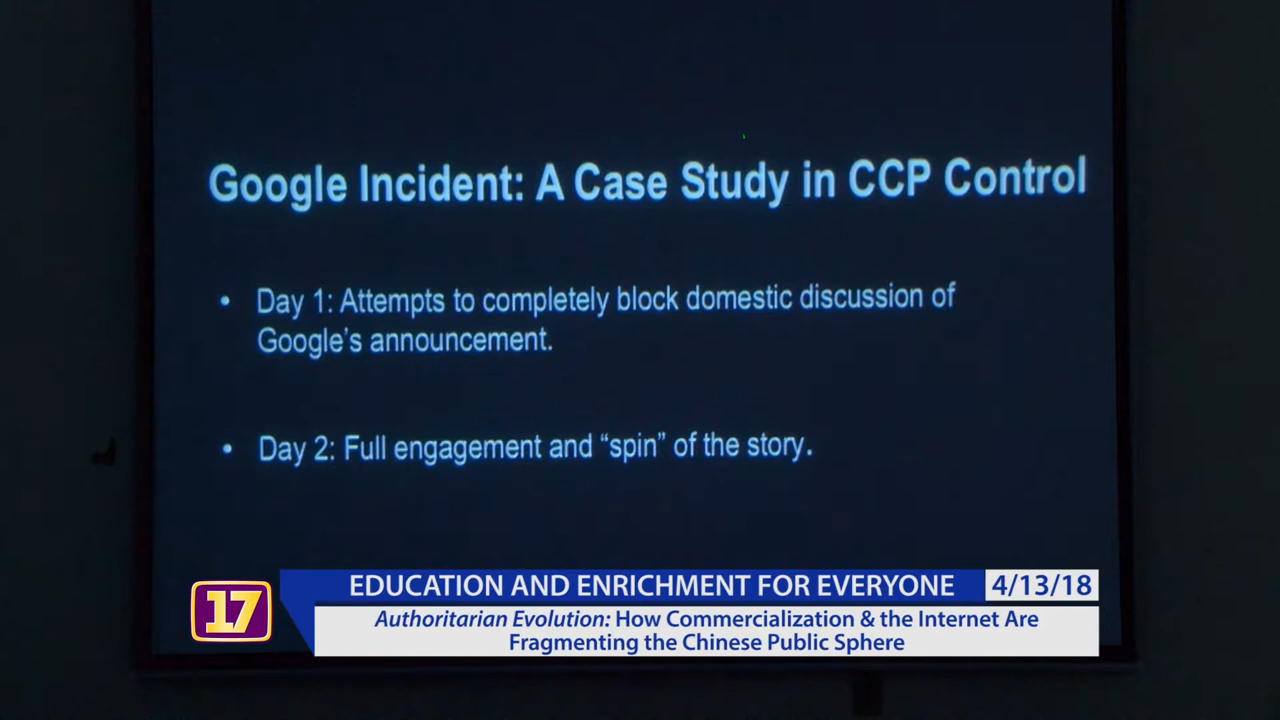 Google Incident: A Case Study in CCP Control
• Day 1: Attempts to completely block domestic discussion of
Google's announcement.
• Day 2: Full engagement and “spin” of the story.
17
EDUCATION AND ENRICHMENT FOR EVERYONE
4/13/18
Authoritarian Evolution: How Commercialization & the Internet Are
Fragmenting the Chinese Public Sphere